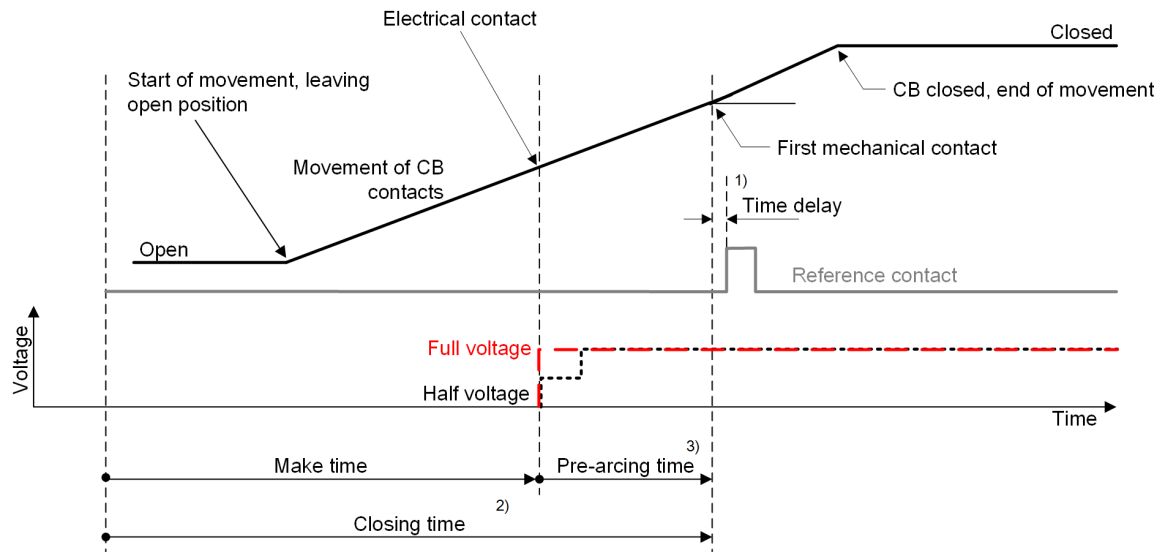 Electrical contact
Closed
Start of movement, leaving
open position
CB closed, end of movement
First mechanical contact
Movement of CB
contacts
1)
Time delay
Open
Reference contact
Voltage
Full voltage
Half voltage
Time
3)
Make time
Pre-arcing time
2)
Closing time